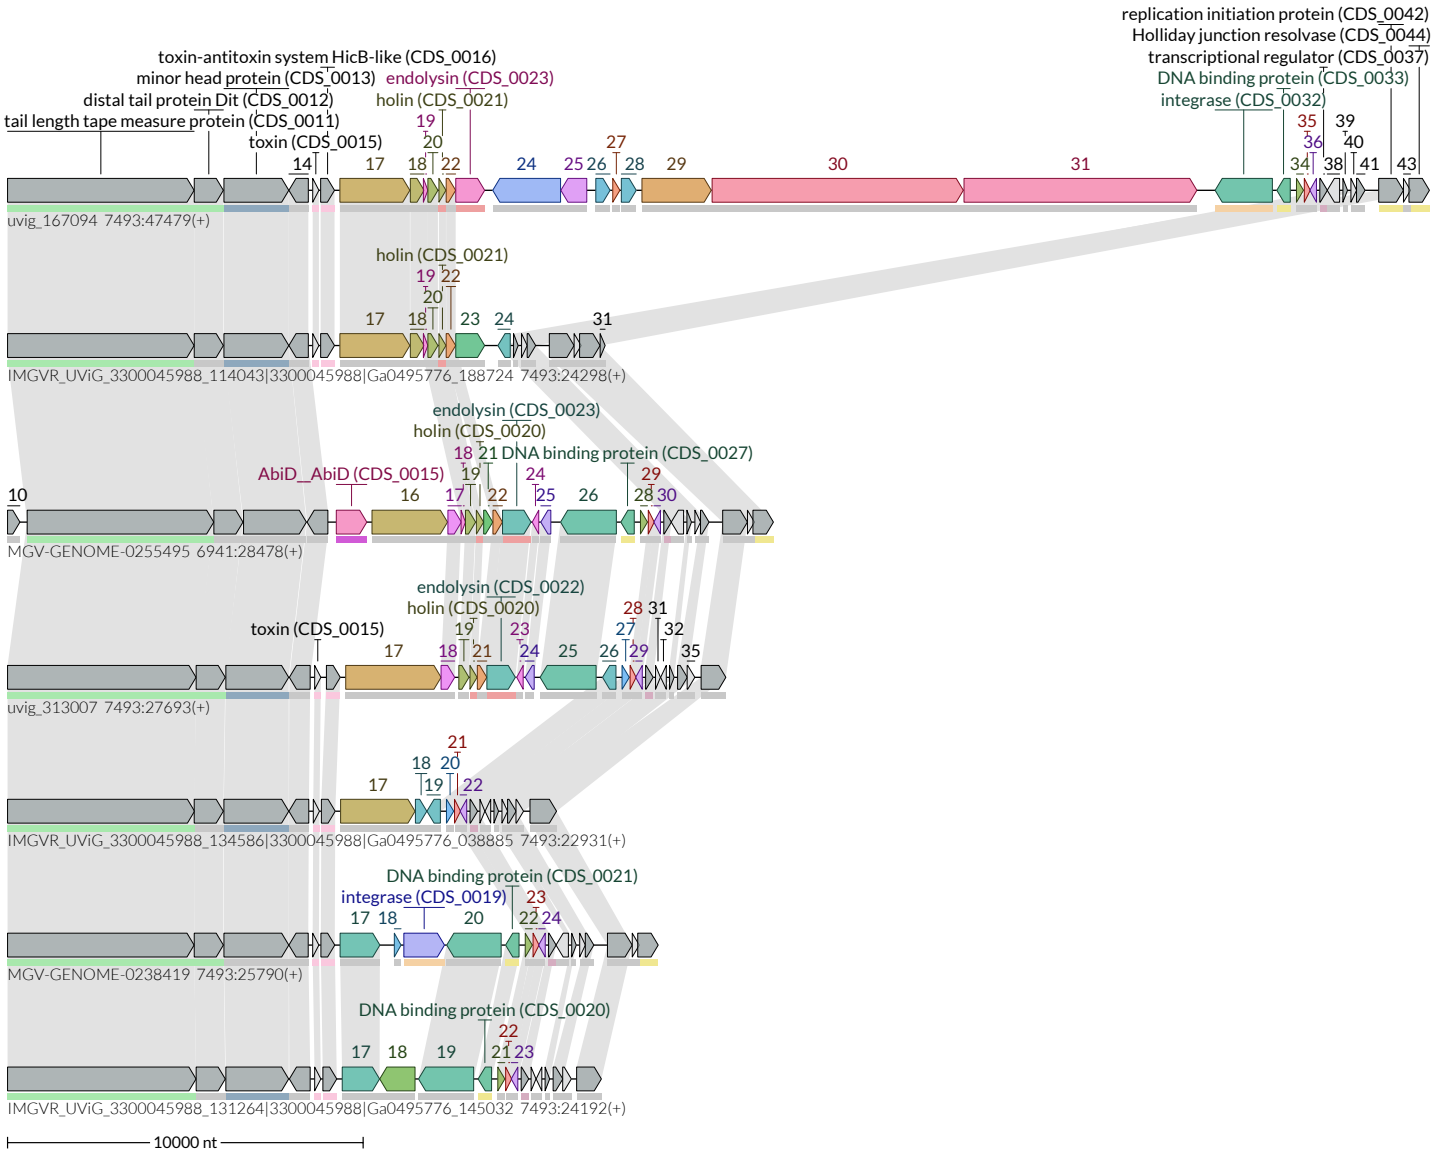 replication initiation protein (CDS_0042)
Holliday junction resolvase (CDS_0044)
toxin-antitoxin system HicB-like (CDS_0016) transcriptional regulator (CDS_0037)
minor head protein (CDS_0013) endolysin (CDS_0023) DNA binding protein (CDS_0033)
distal tail protein Dit (CDS_0012) holin (CDS_0021) integrase (CDS_0032)
tail length tape measure protein (CDS_0011) 19 35 39
toxin (CDS_0015) 20 27 36 40
14 17 18 22 24 25 26 28 29 30 31 34 38 41 43
uvig_167094 7493:47479(+)
holin (CDS_0021)
19 22
20
17 18 23 24 31
IMGVR_UViG_3300045988_114043|3300045988|Ga0495776_188724 7493:24298(+)
endolysin (CDS_0023)
holin (CDS_0020)
18 21 DNA binding protein (CDS_0027)
AbiD__AbiD (CDS_0015) 19 24 29
10 16 17 22 25 26 28 30
MGV-GENOME-0255495 6941:28478(+)
endolysin (CDS_0022)
holin (CDS_0020) 28 31
toxin (CDS_0015) 19 23 27 32
17 18 21 24 25 26 29 35
uvig_313007 7493:27693(+)
21
18 20
17 19 22
IMGVR_UViG_3300045988_134586|3300045988|Ga0495776_038885 7493:22931(+)
DNA binding protein (CDS_0021)
integrase (CDS_0019) 23
17 18 20 22 24
MGV-GENOME-0238419 7493:25790(+)
DNA binding protein (CDS_0020)
22
17 18 19 21 23
IMGVR_UViG_3300045988_131264|3300045988|Ga0495776_145032 7493:24192(+)
10000 nt